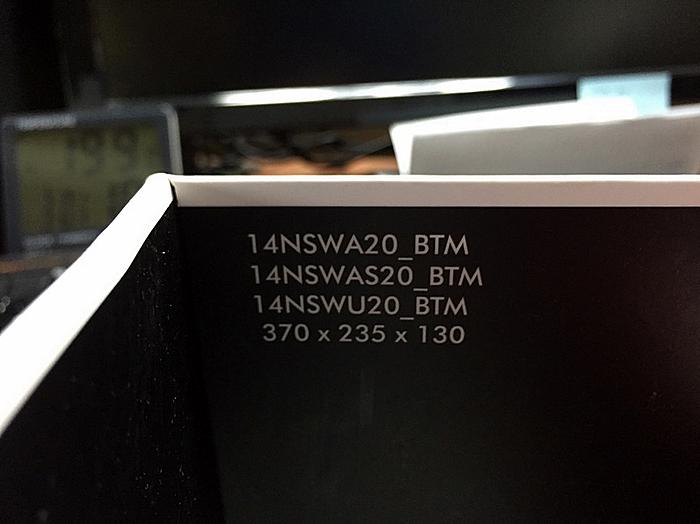 14NSWA20_BTM
14NSWAS20_BTM
14NSWU20_BTM
370 x 235 x 130